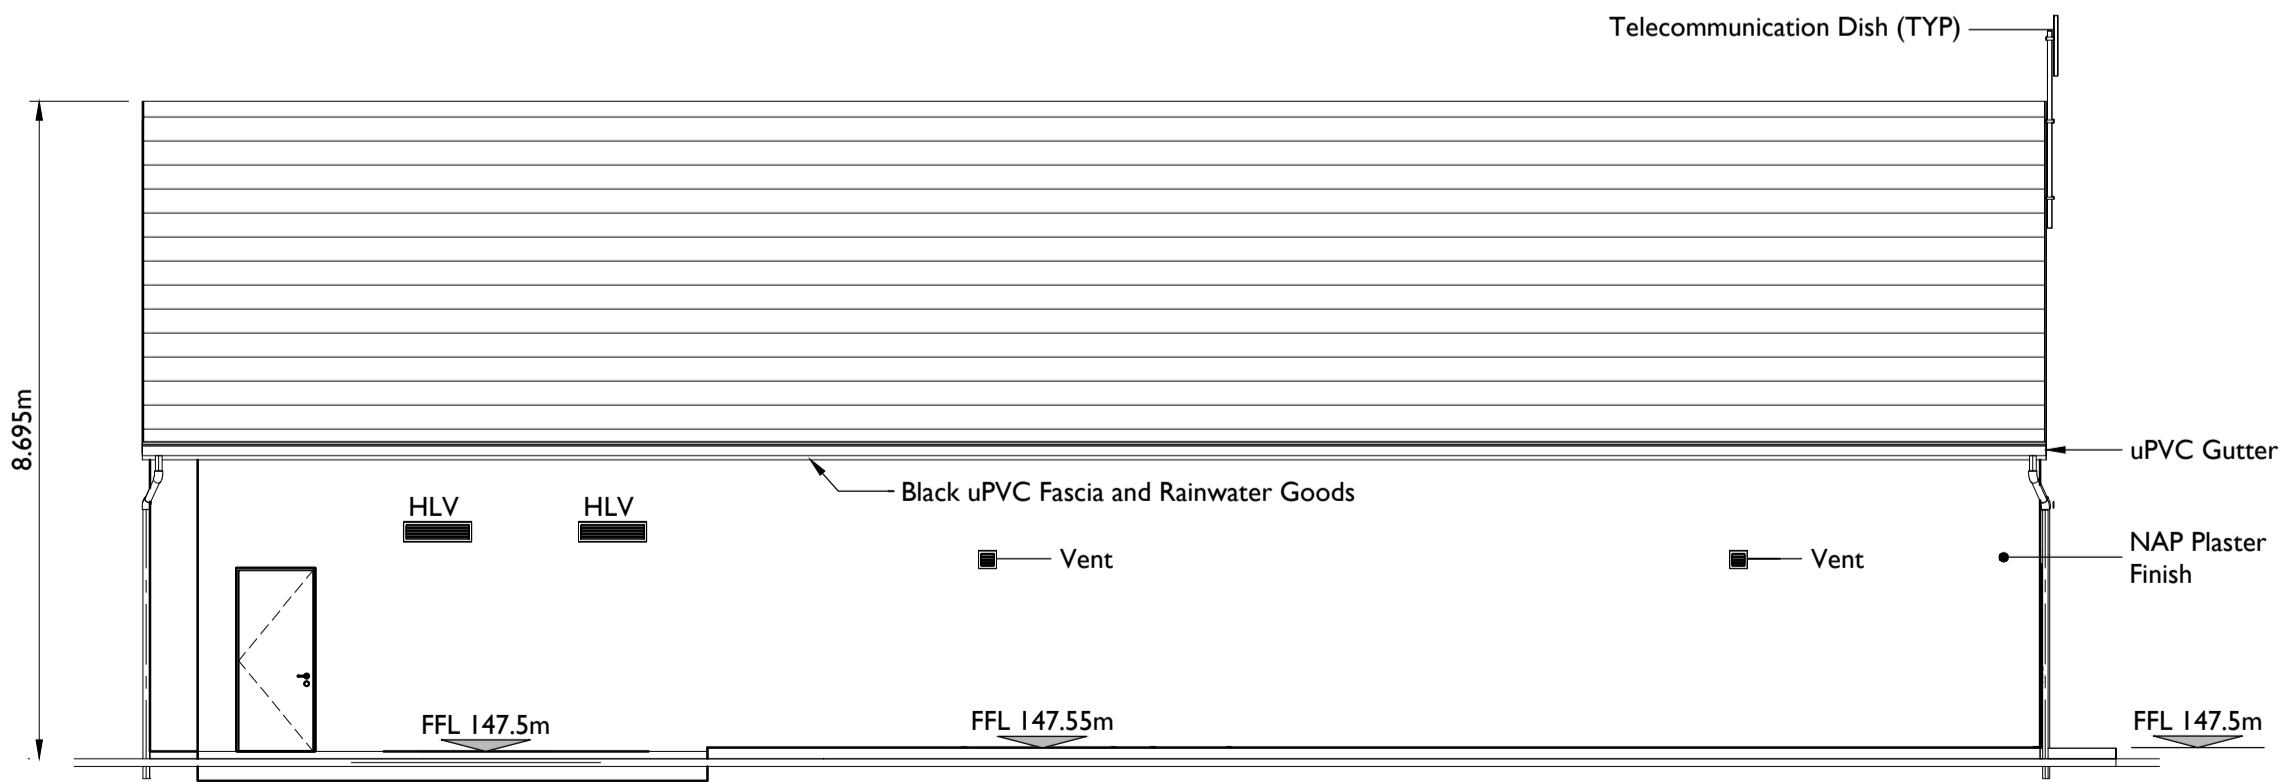 Telecommunication Dish (TYP)
8.695m
uPVC Gutter
Black uPVC Fascia and Rainwater Goods
HLV
HLV
Vent
Vent
NAP Plaster
Finish
FFL 147.5m
FFL 147.55m
FFL 147.5m